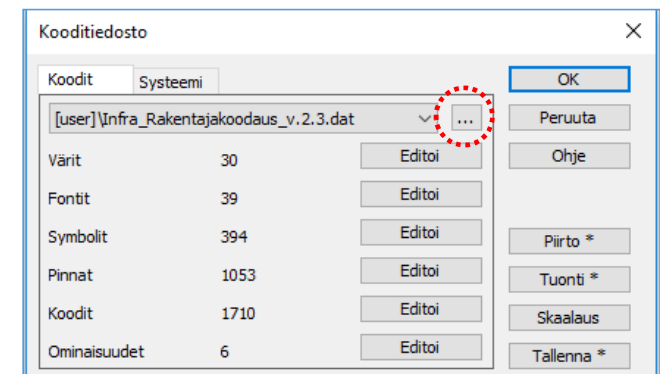 Kooditiedosto
Koodit Systeemi OK
[user]\Infra_Rakentajakoodaus_v.2.3.dat ... Peruuta
Värit 30 Editoi Ohje
Fontit 39 Editoi
Symbolit 394 Editoi Piirto *
Pinnat 1053 Editoi Tuonti *
Koodit 1710 Editoi Skaalaus
Ominaisuudet 6 Editoi Tallenna *